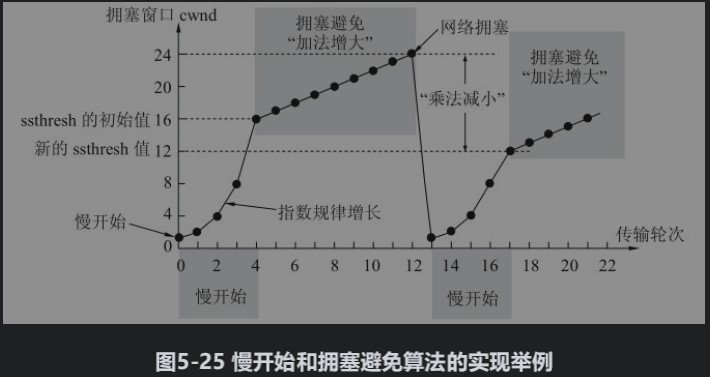 拥塞窗口 cwnd
拥塞避免
“加法增大”
网络拥塞
拥塞避免
“加法增大”
24
20
“乘法减小”
ssthresh 的初始值 16
新的 ssthresh 值 12
8
4
0
慢开始
指数规律增长
传输轮次
0 2 4 6 8 10 12 14 16 18 20 22
慢开始
慢开始
图5-25 慢开始和拥塞避免算法的实现举例